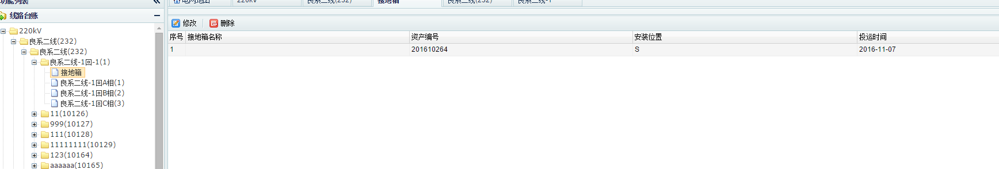 功能列表
电网地图
220kV
良系二线(232)
接地箱
良系二线(232)
良系二线-1
线路台账
修改
删除
序号 接地箱名称 资产编号 安装位置 投运时间
1 201610264 S 2016-11-07
220kV
良系二线(232)
良系二线(232)
良系二线-1回-1(1)
接地箱
良系二线-1回A相(1)
良系二线-1回B相(2)
良系二线-1回C相(3)
11(10126)
999(10127)
111(10128)
11111111(10129)
123(10164)
aaaaaa(10165)